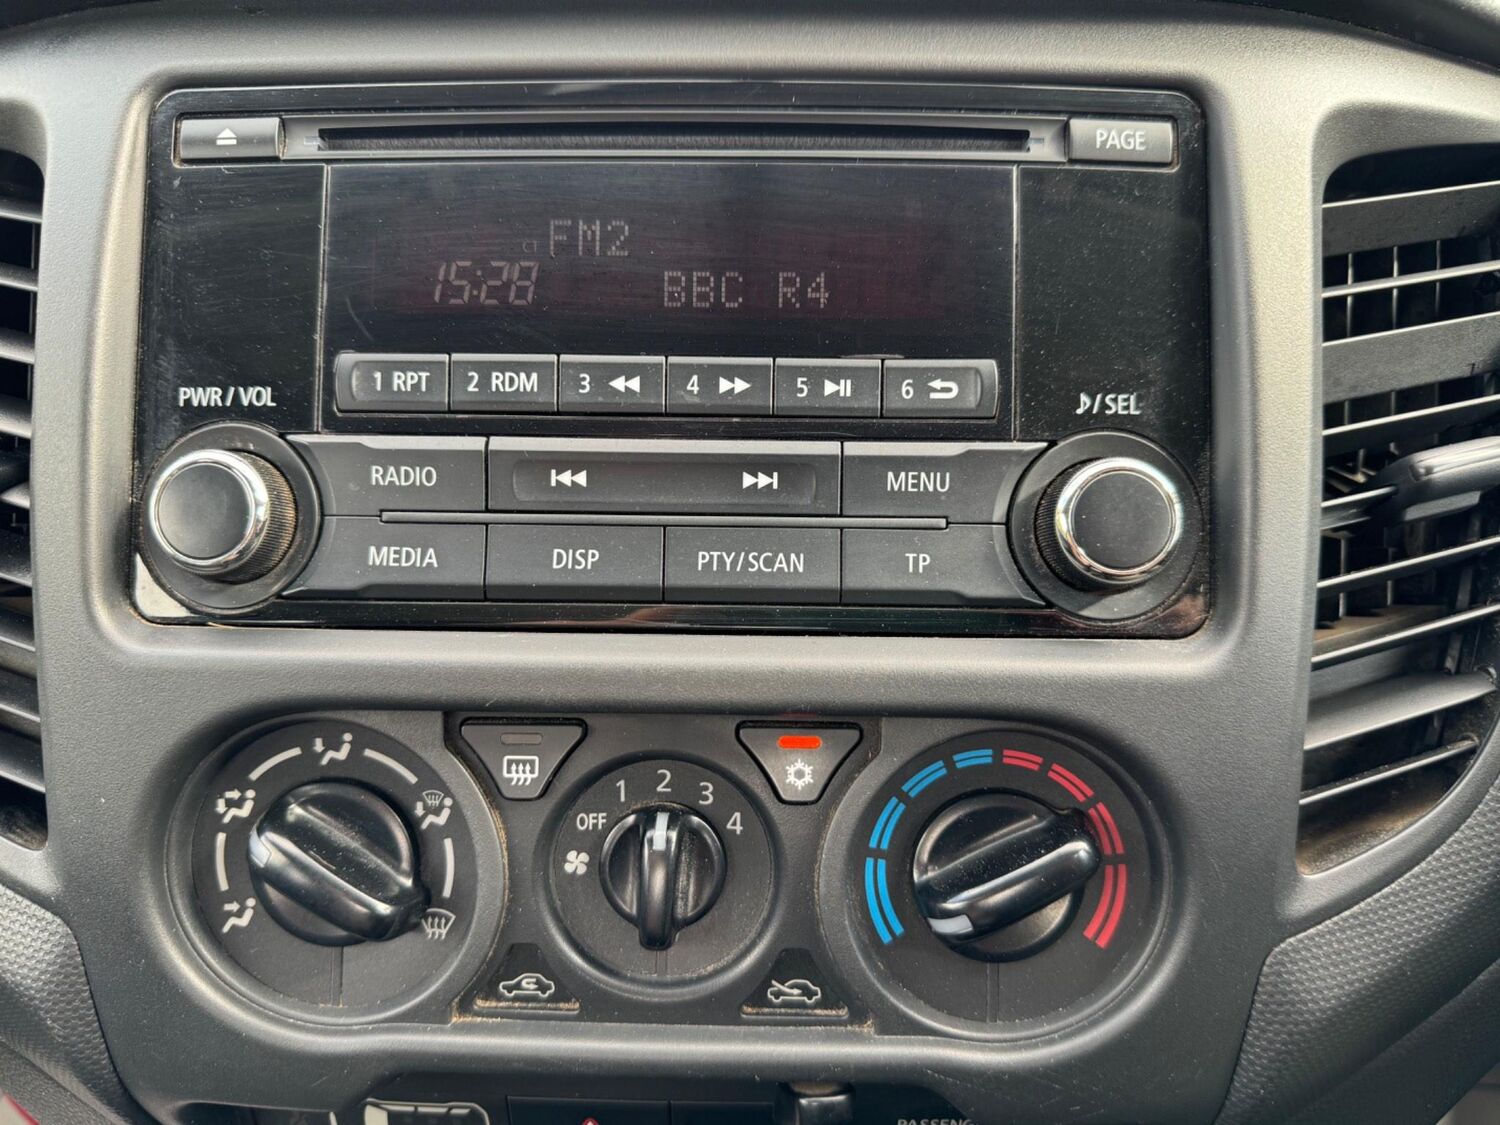 PAGE
FM2
15:28
BBC R4
1 RPT
2 RDM
3
4
5
6
PWR/VOL
♪/SEL
RADIO
MENU
MEDIA
DISP
PTY/SCAN
TP
OFF
1
2
3
4